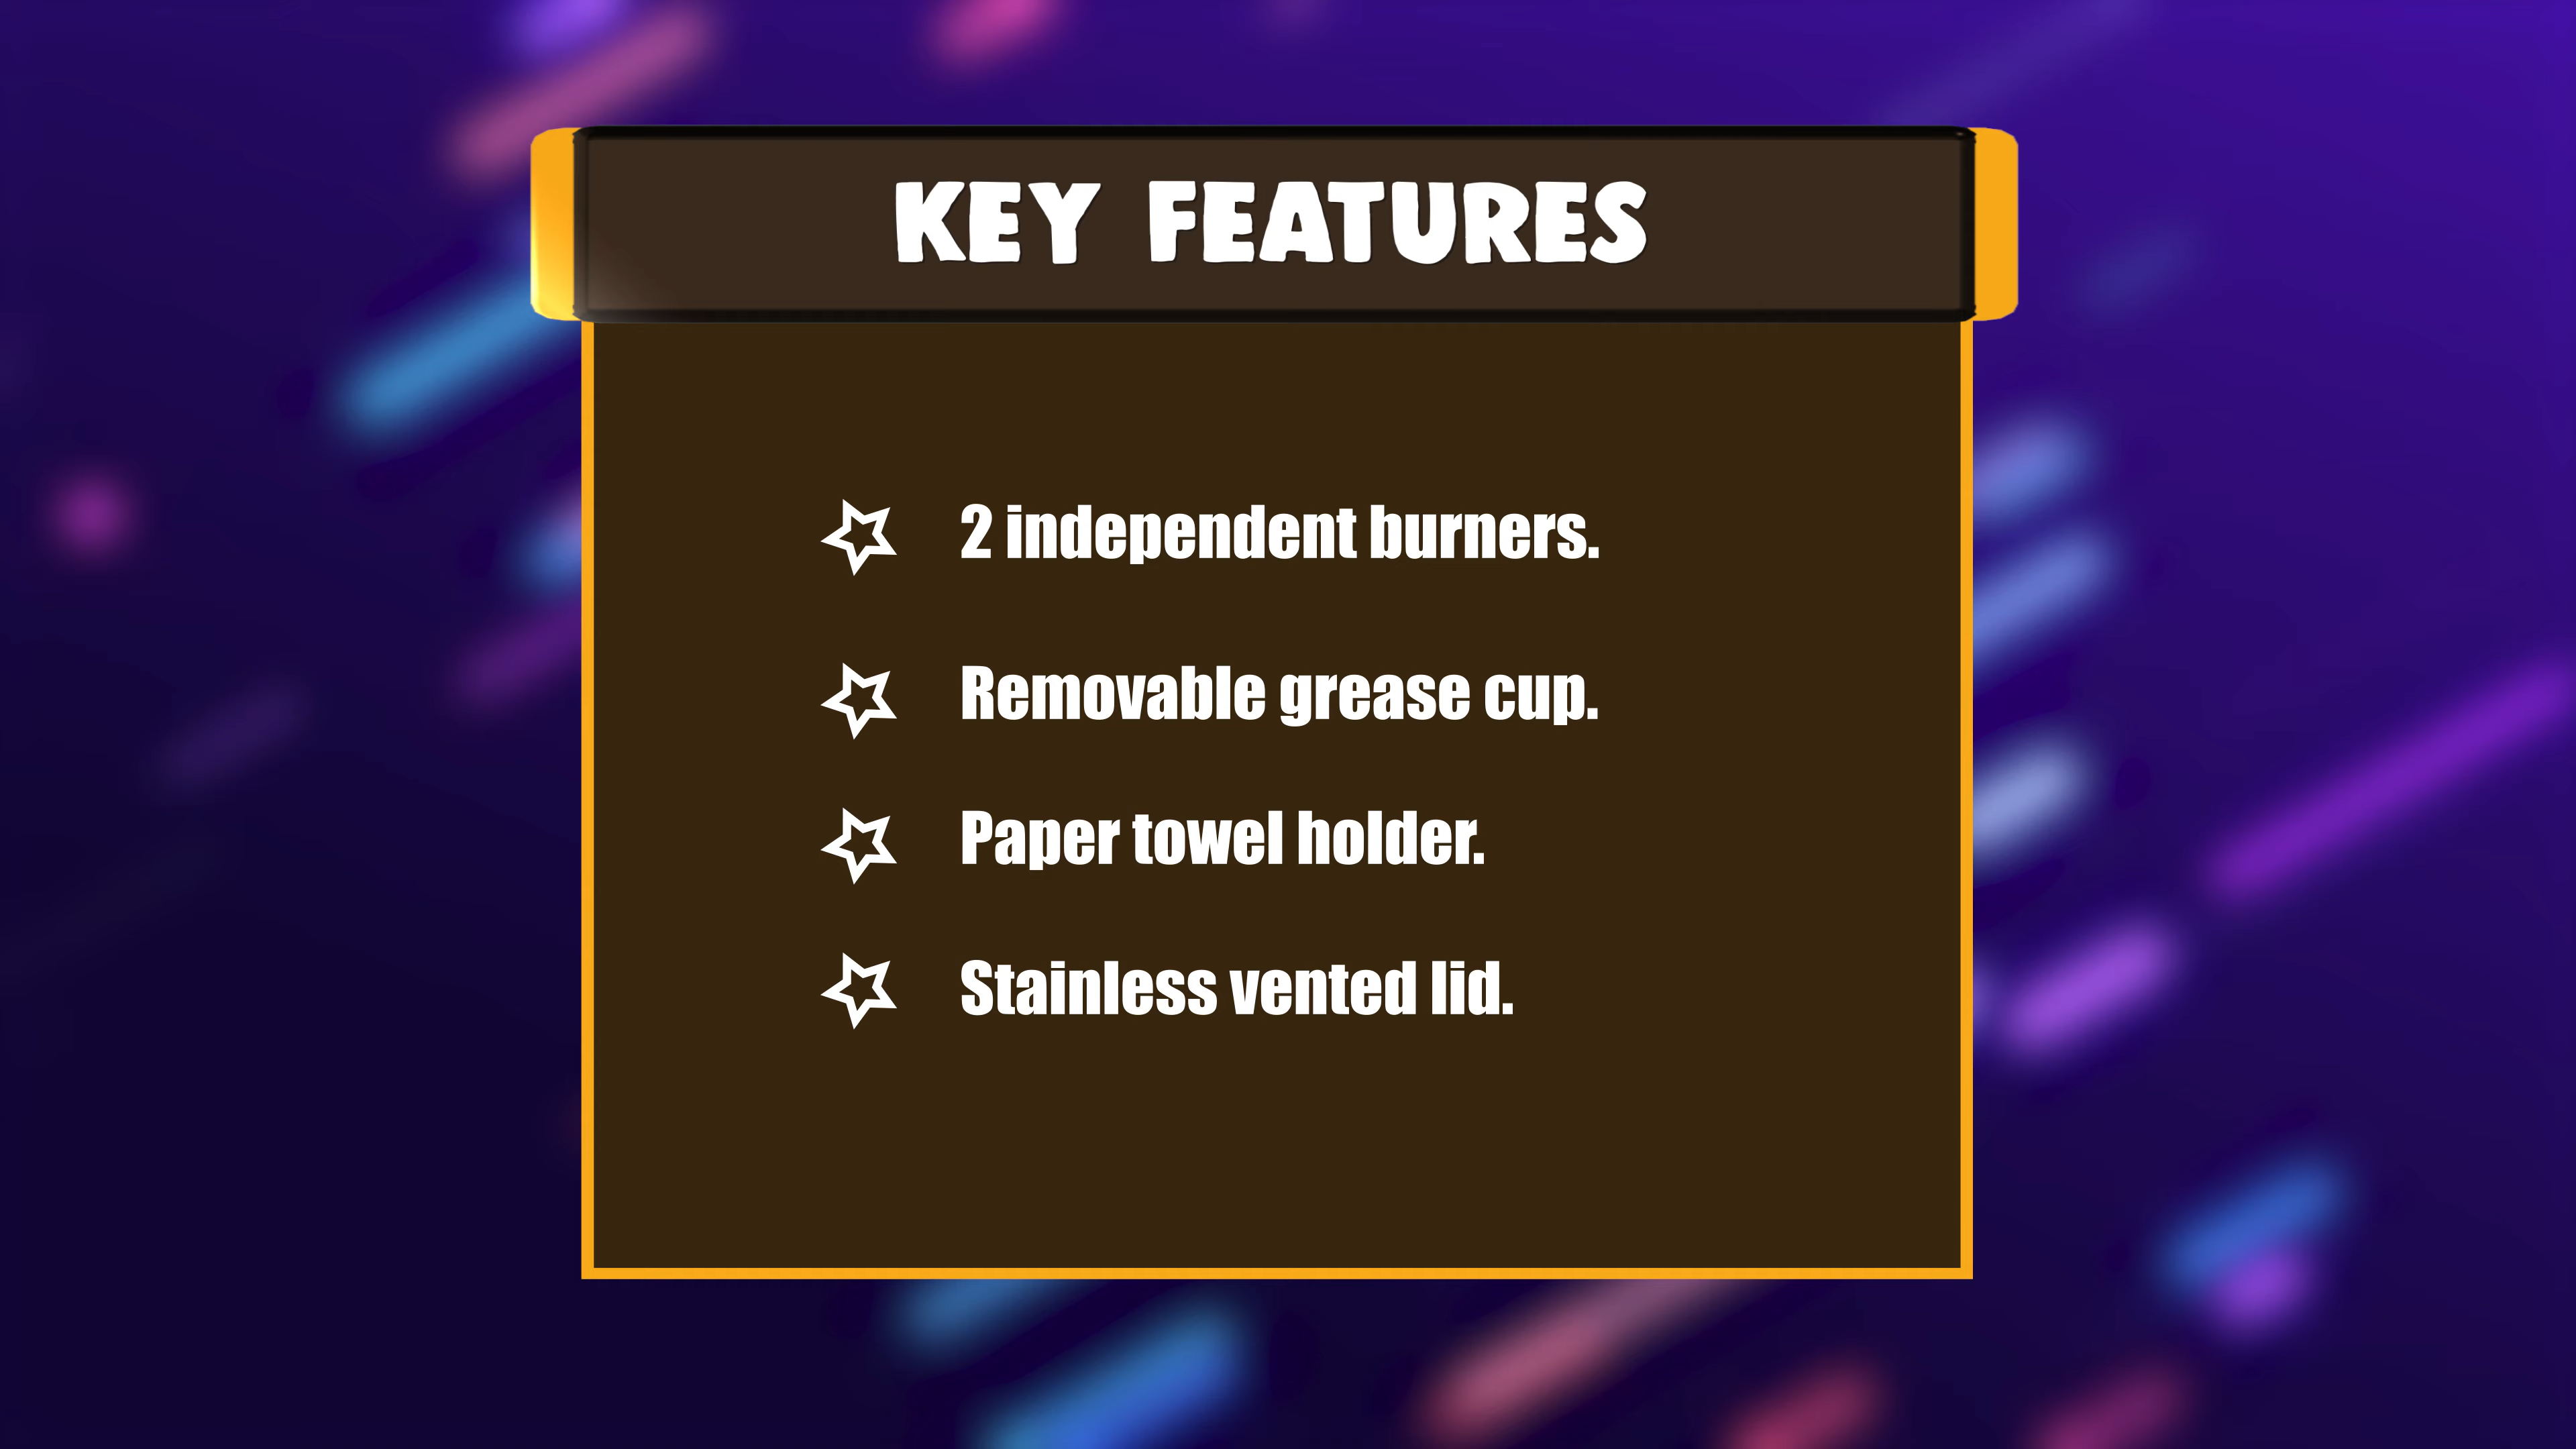 KEY FEATURES
2 independent burners.
Removable grease cup.
Paper towel holder.
Stainless vented lid.